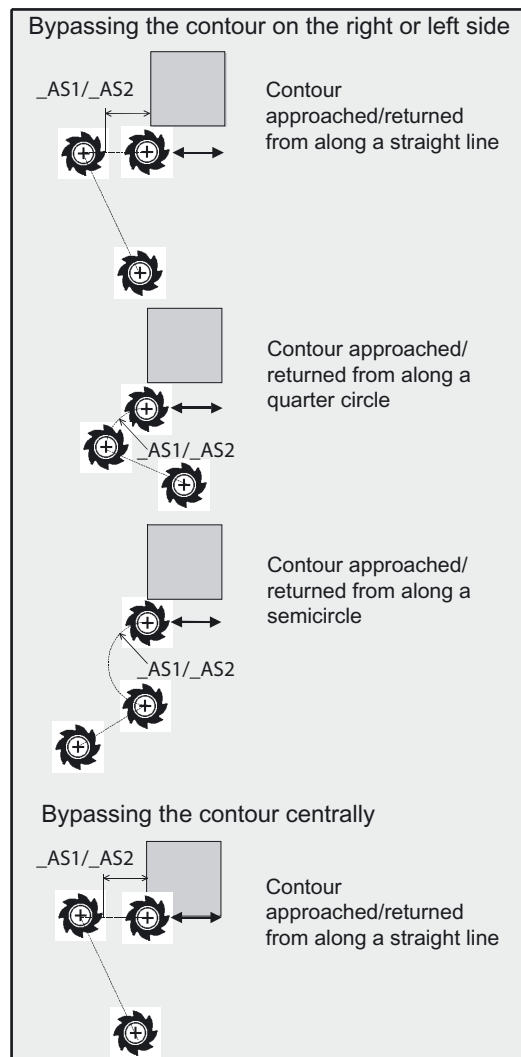 Bypassing the contour on the right or left side
_AS1/_AS2
Contour
approached/returned
from along a straight line
Contour approached/
returned from along a
quarter circle
_AS1/_AS2
Contour approached/
returned from along a
semicircle
_AS1/_AS2
Bypassing the contour centrally
_AS1/_AS2
Contour
approached/returned
from along a straight line